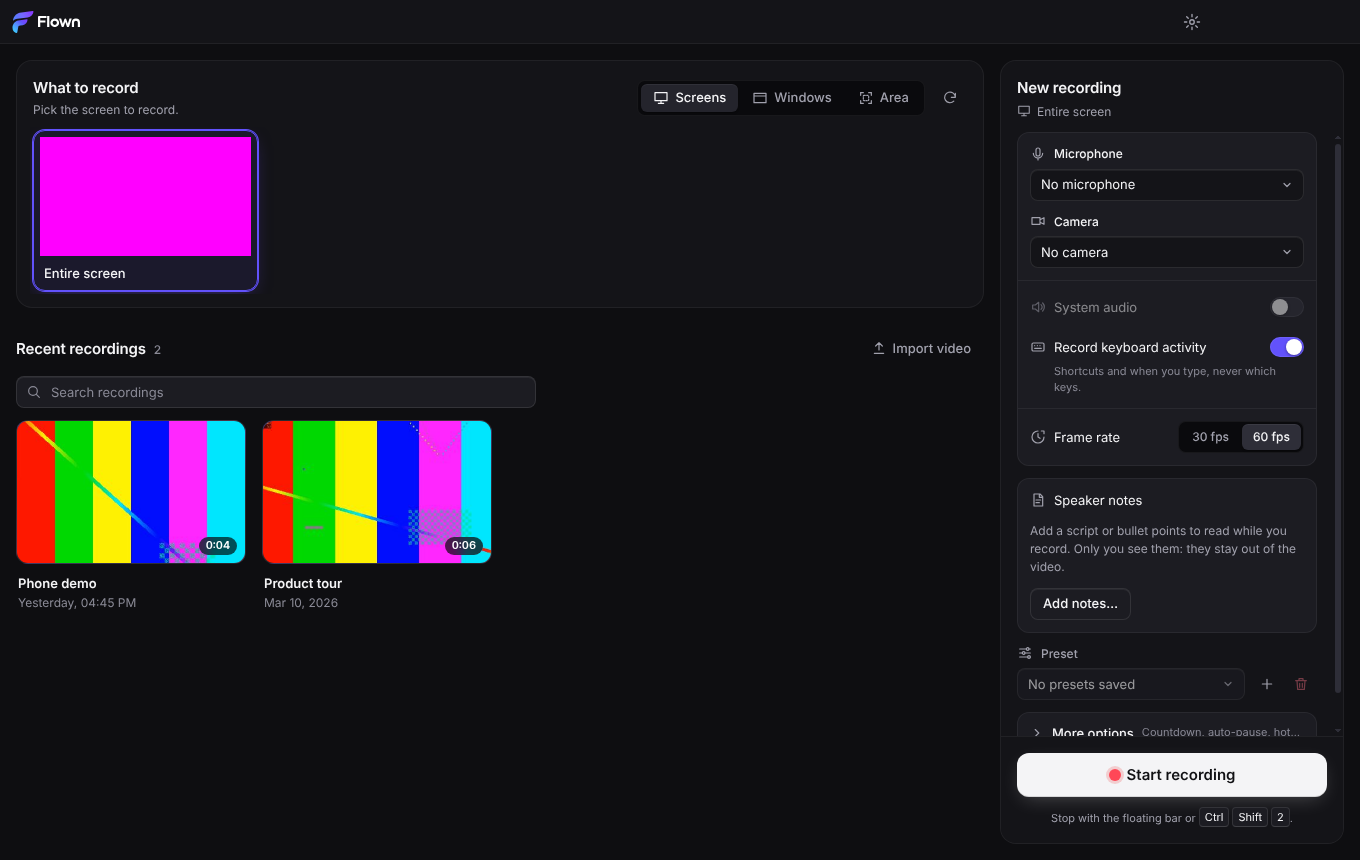 Flown
What to record
Pick the screen to record.
Screens
Windows
Area
Entire screen
Recent recordings 2
Import video
Search recordings
0:04
0:06
Phone demo
Yesterday, 04:45 PM
Product tour
Mar 10, 2026
New recording
Entire screen
Microphone
No microphone
Camera
No camera
System audio
Record keyboard activity
Shortcuts and when you type, never which
keys.
Frame rate
30 fps
60 fps
Speaker notes
Add a script or bullet points to read while you
record. Only you see them: they stay out of the
video.
Add notes...
Preset
No presets saved
More options Countdown, auto-pause, hot...
Start recording
Stop with the floating bar or Ctrl Shift 2.